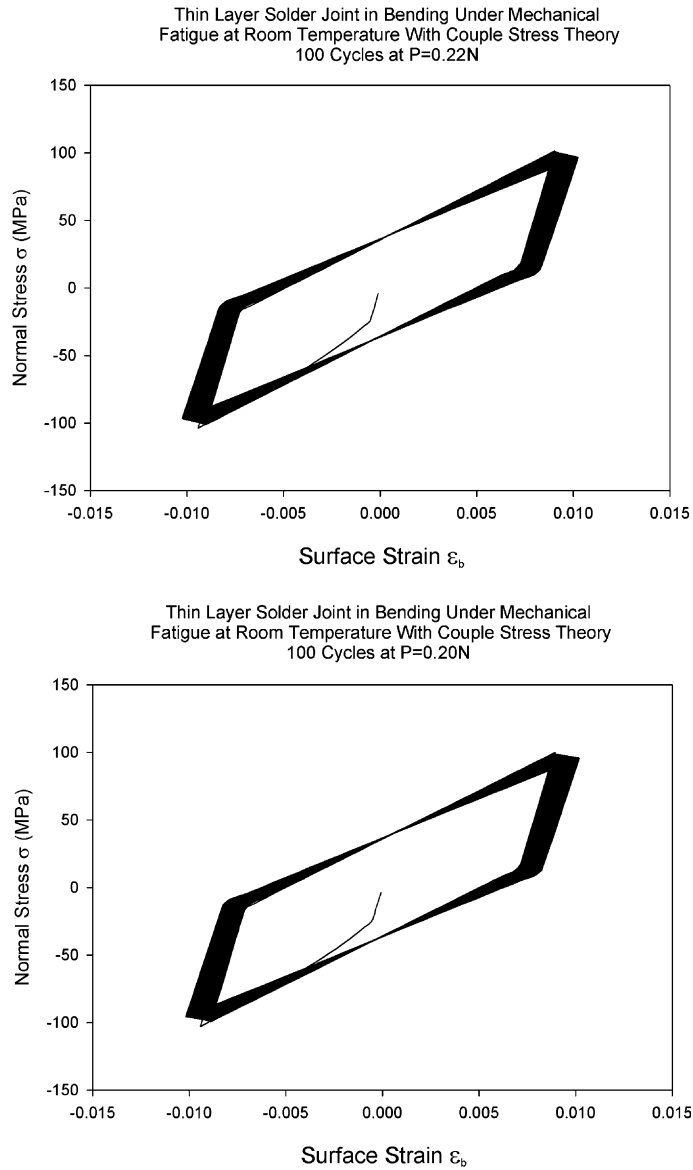 Thin Layer Solder Joint in Bending Under Mechanical
Fatigue at Room Temperature With Couple Stress Theory
100 Cycles at P=0.22N
150
100
50
0
-50
-100
-150
Normal Stress σ (MPa)
-0.015 -0.010 -0.005 0.000 0.005 0.010 0.015
Surface Strain εb
Thin Layer Solder Joint in Bending Under Mechanical
Fatigue at Room Temperature With Couple Stress Theory
100 Cycles at P=0.20N
150
100
50
0
-50
-100
-150
Normal Stress σ (MPa)
-0.015 -0.010 -0.005 0.000 0.005 0.010 0.015
Surface Strain εb